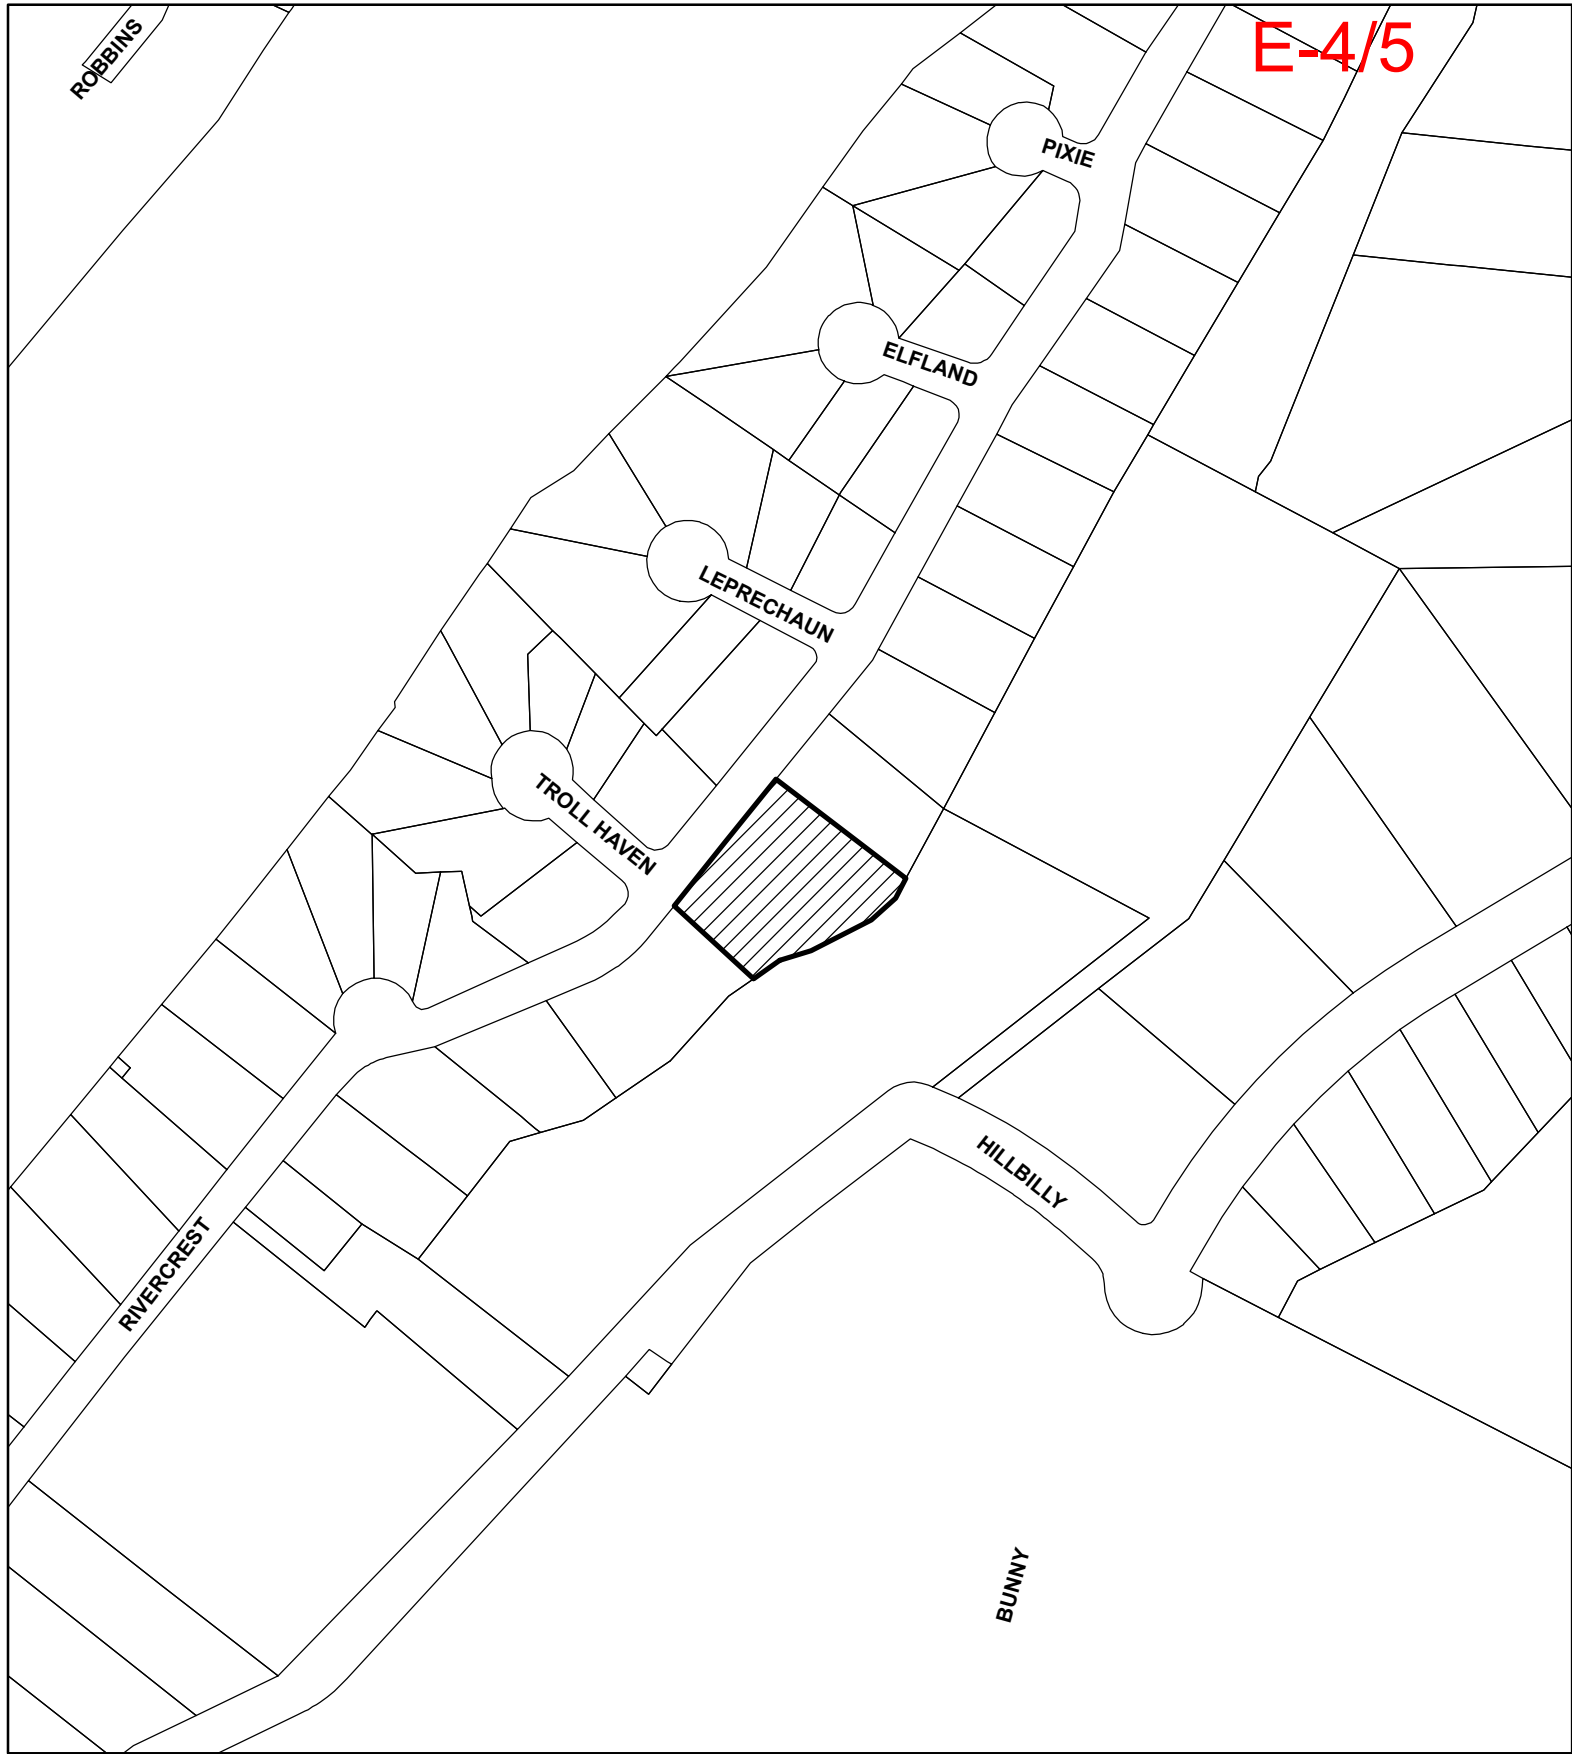 ROBBINS
E-4/5
PIXIE
ELFLAND
LEPRECHAUN
TROLL HAVEN
HILLBILLY
RIVERCREST
BUNNY